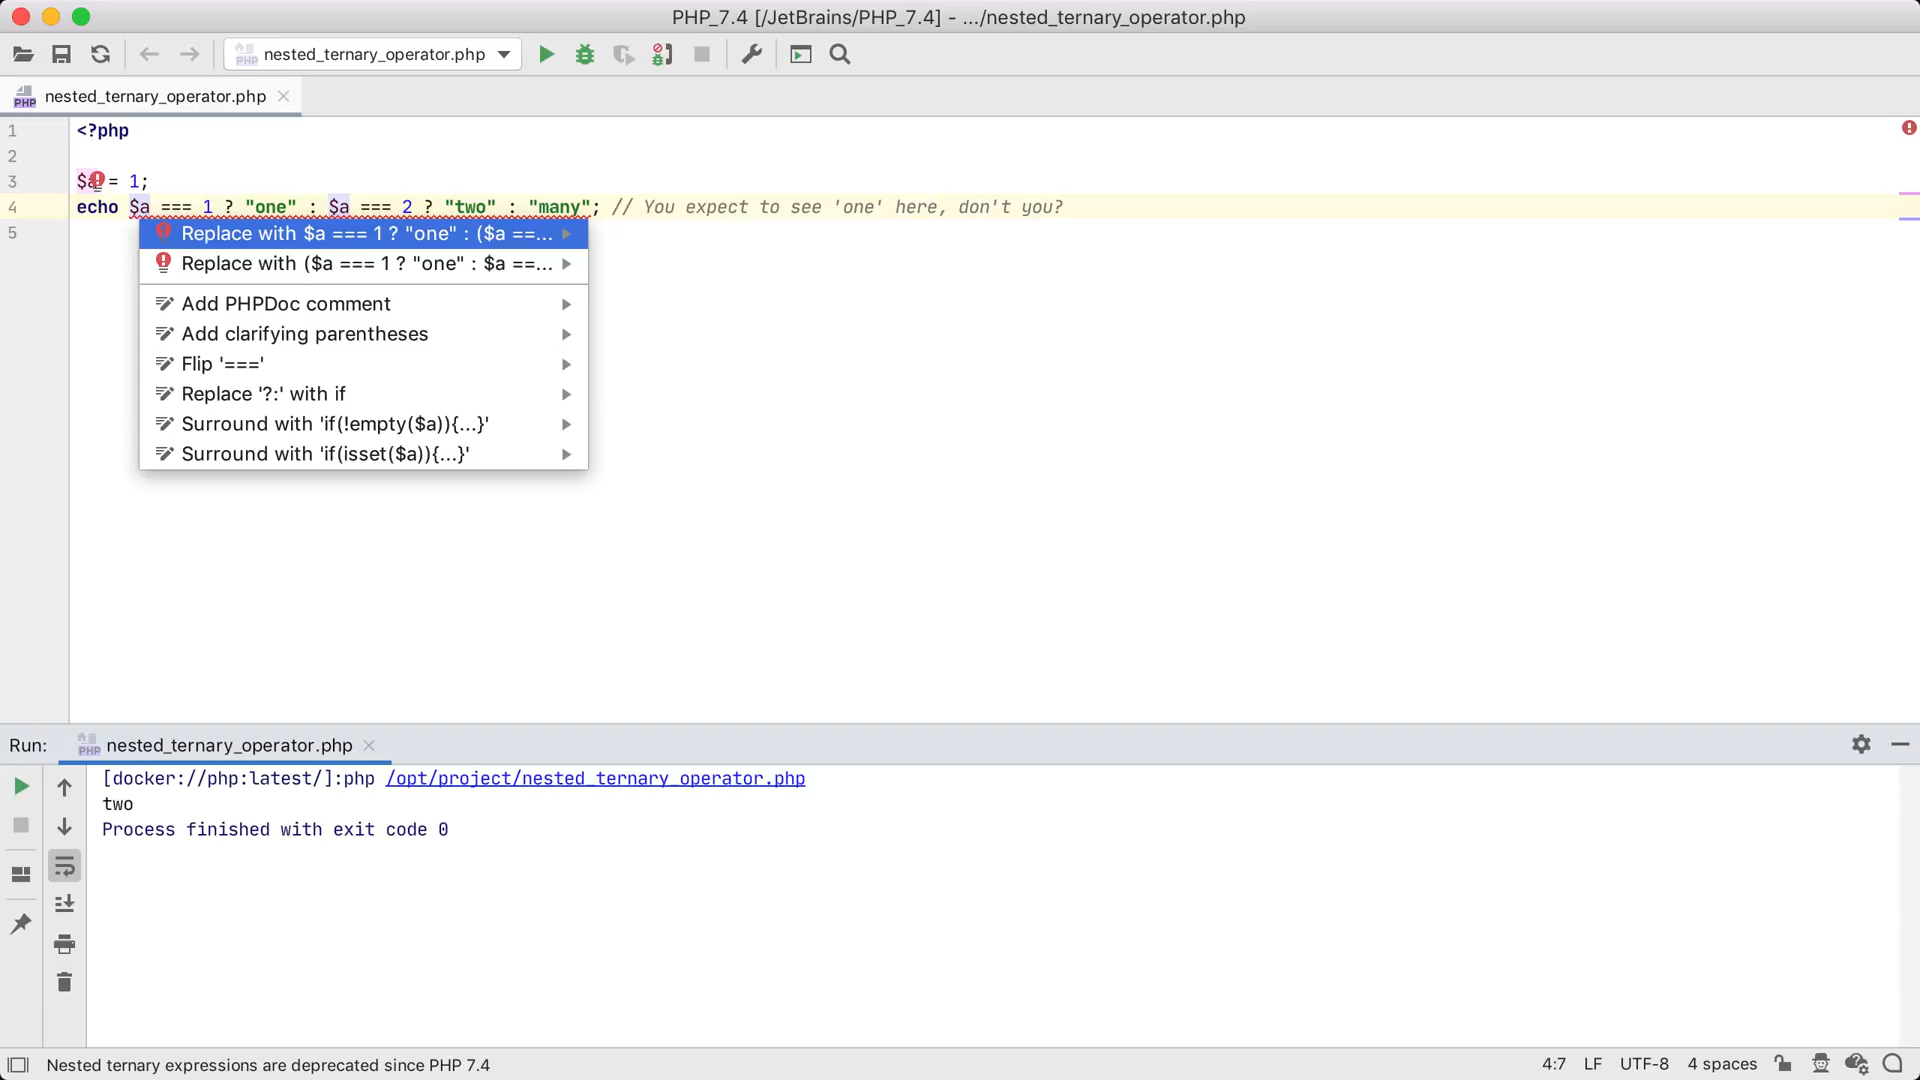 PHP_7.4 [/JetBrains/PHP_7.4] - .../nested_ternary_operator.php
PHP nested_ternary_operator.php
PHP nested_ternary_operator.php
1 <?php
2
3 $a = 1;
4 echo $a === 1 ? "one" : $a === 2 ? "two" : "many"; // You expect to see 'one' here, don't you?
5
Replace with $a === 1 ? "one" : ($a ==...
Replace with ($a === 1 ? "one" : $a ==...
Add PHPDoc comment
Add clarifying parentheses
Flip '==='
Replace '?:' with if
Surround with 'if(!empty($a)){...}'
Surround with 'if(isset($a)){...}'
Run: PHP nested_ternary_operator.php
[docker://php:latest/]:php /opt/project/nested_ternary_operator.php
two
Process finished with exit code 0
Nested ternary expressions are deprecated since PHP 7.4 4:7 LF UTF-8 4 spaces